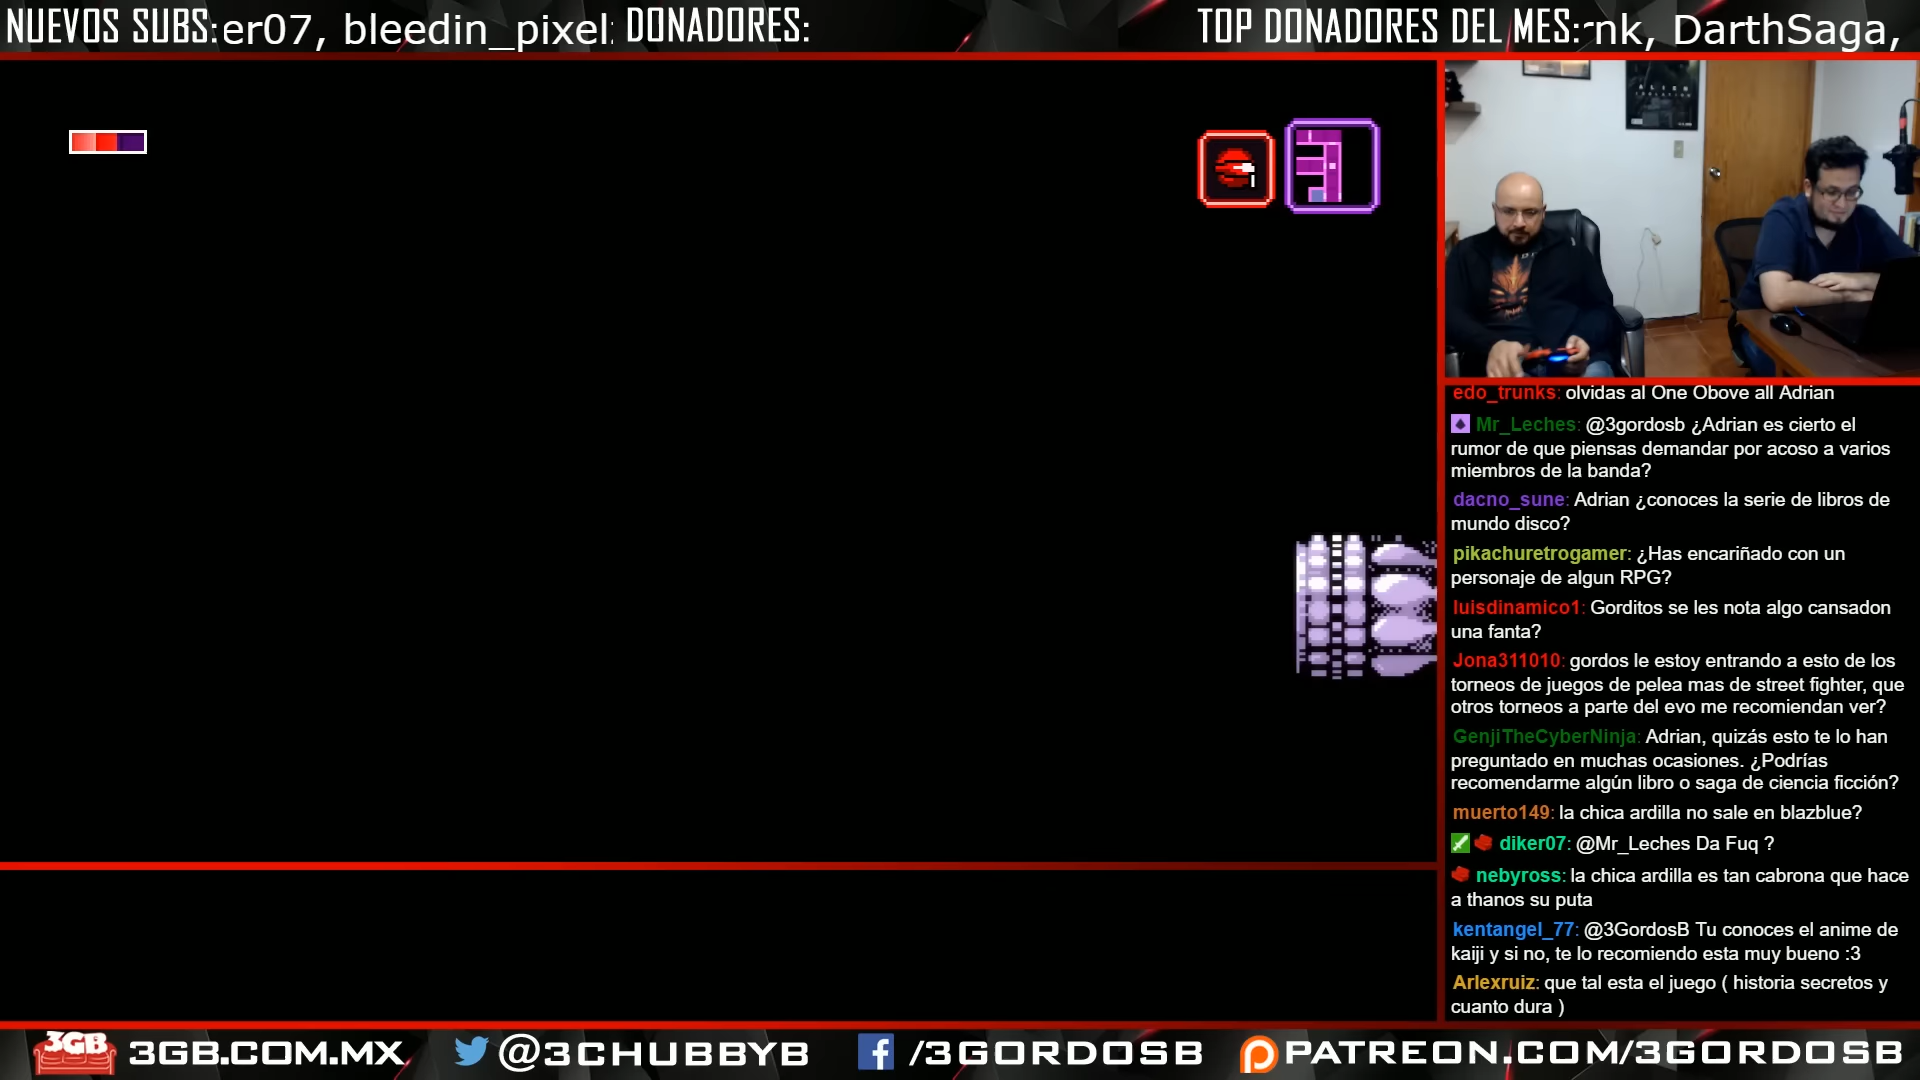 NUEVOS SUBS: er07, bleedin_pixel DONADORES: TOP DONADORES DEL MES: rnk, DarthSaga,
ALIEN
ISOLATION
edo_trunks: olvidas al One Obove all Adrian
Mr_Leches: @3gordosb ¿Adrian es cierto el
rumor de que piensas demandar por acoso a varios
miembros de la banda?
dacno_sune: Adrian ¿conoces la serie de libros de
mundo disco?
pikachuretrogamer: ¿Has encariñado con un
personaje de algun RPG?
luisdinamico1: Gorditos se les nota algo cansadon
una fanta?
Jona311010: gordos le estoy entrando a esto de los
torneos de juegos de pelea mas de street fighter, que
otros torneos a parte del evo me recomiendan ver?
GenjiTheCyberNinja: Adrian, quizás esto te lo han
preguntado en muchas ocasiones. ¿Podrías
recomendarme algún libro o saga de ciencia ficción?
muerto149: la chica ardilla no sale en blazblue?
diker07: @Mr_Leches Da Fuq ?
nebyross: la chica ardilla es tan cabrona que hace
a thanos su puta
kentangel_77: @3GordosB Tu conoces el anime de
kaiji y si no, te lo recomiendo esta muy bueno :3
Arlexruiz: que tal esta el juego ( historia secretos y
cuanto dura )
3GB 3GB.COM.MX @3CHUBBYB /3GORDOSB PATREON.COM/3GORDOSB